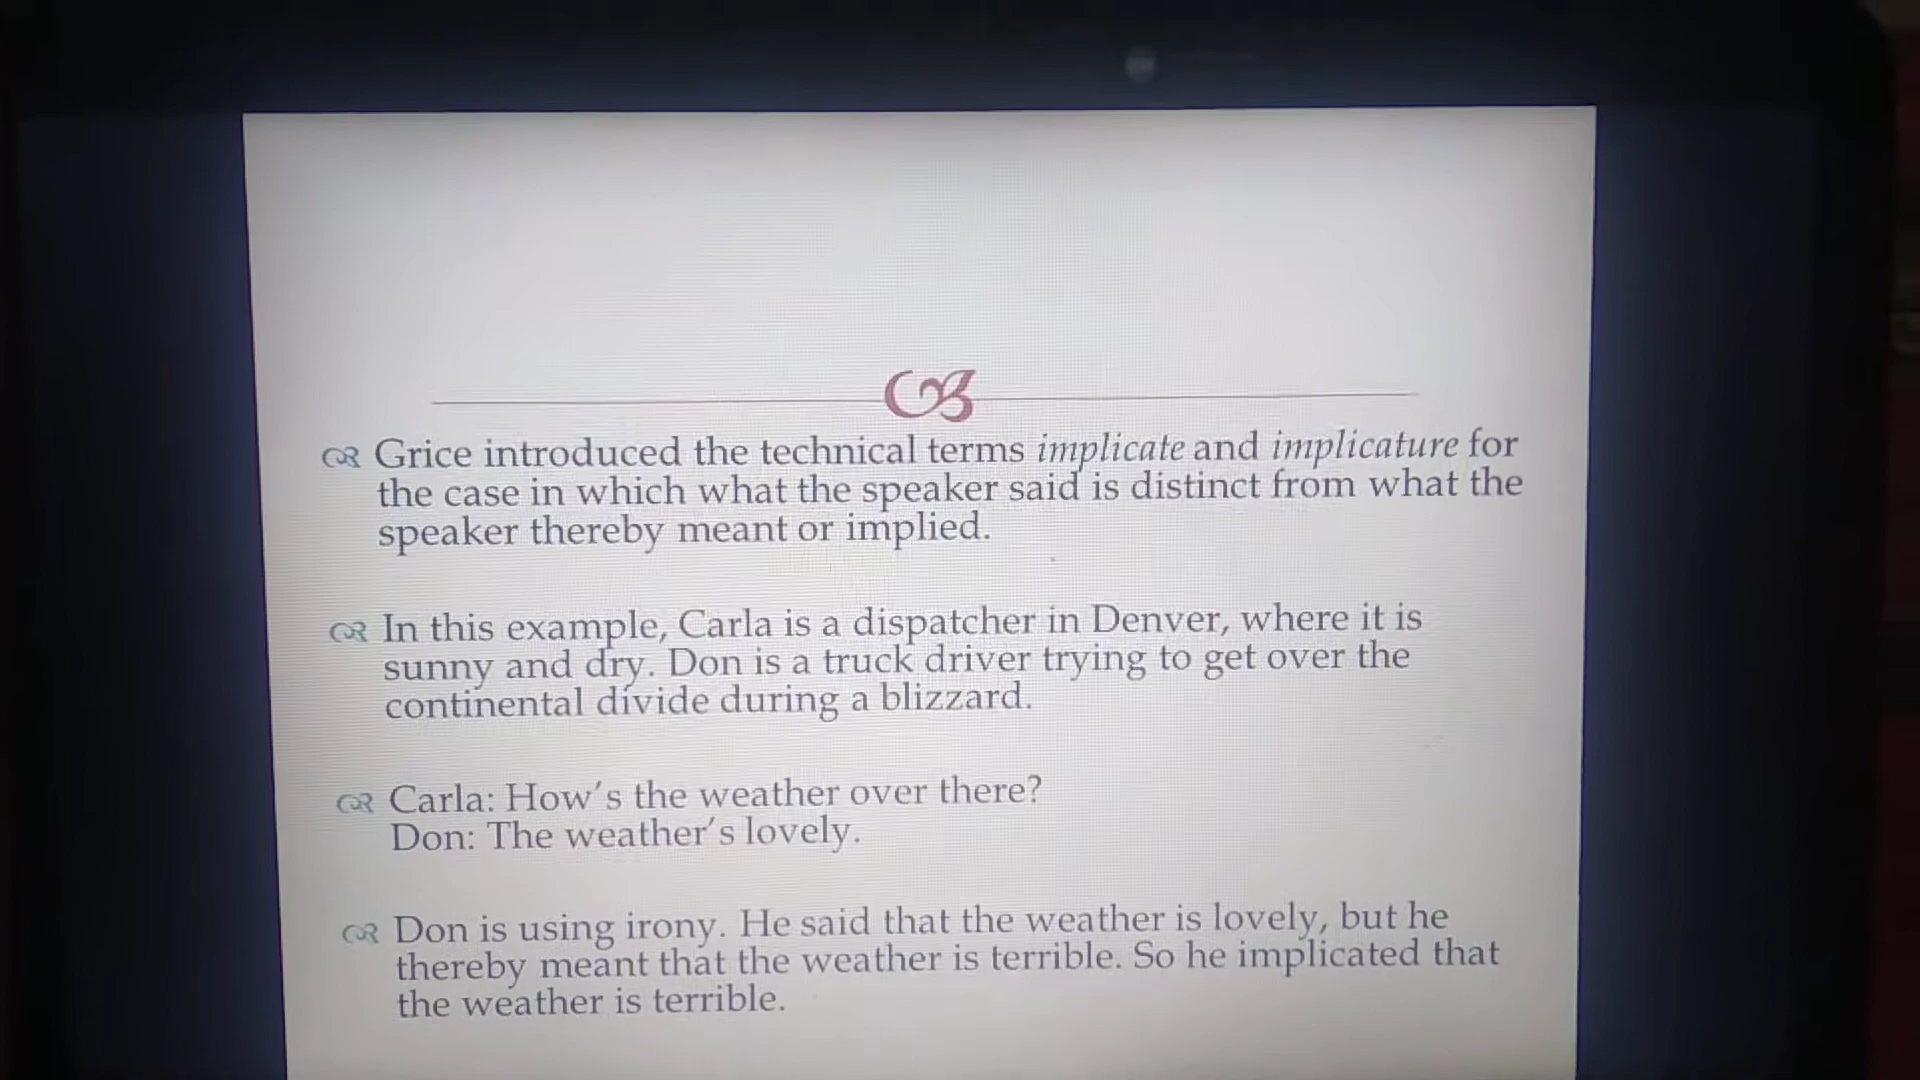 Grice introduced the technical terms implicate and implicature for
the case in which what the speaker said is distinct from what the
speaker thereby meant or implied.
In this example, Carla is a dispatcher in Denver, where it is
sunny and dry. Don is a truck driver trying to get over the
continental divide during a blizzard.
Carla: How's the weather over there?
Don: The weather's lovely.
Don is using irony. He said that the weather is lovely, but he
thereby meant that the weather is terrible. So he implicated that
the weather is terrible.